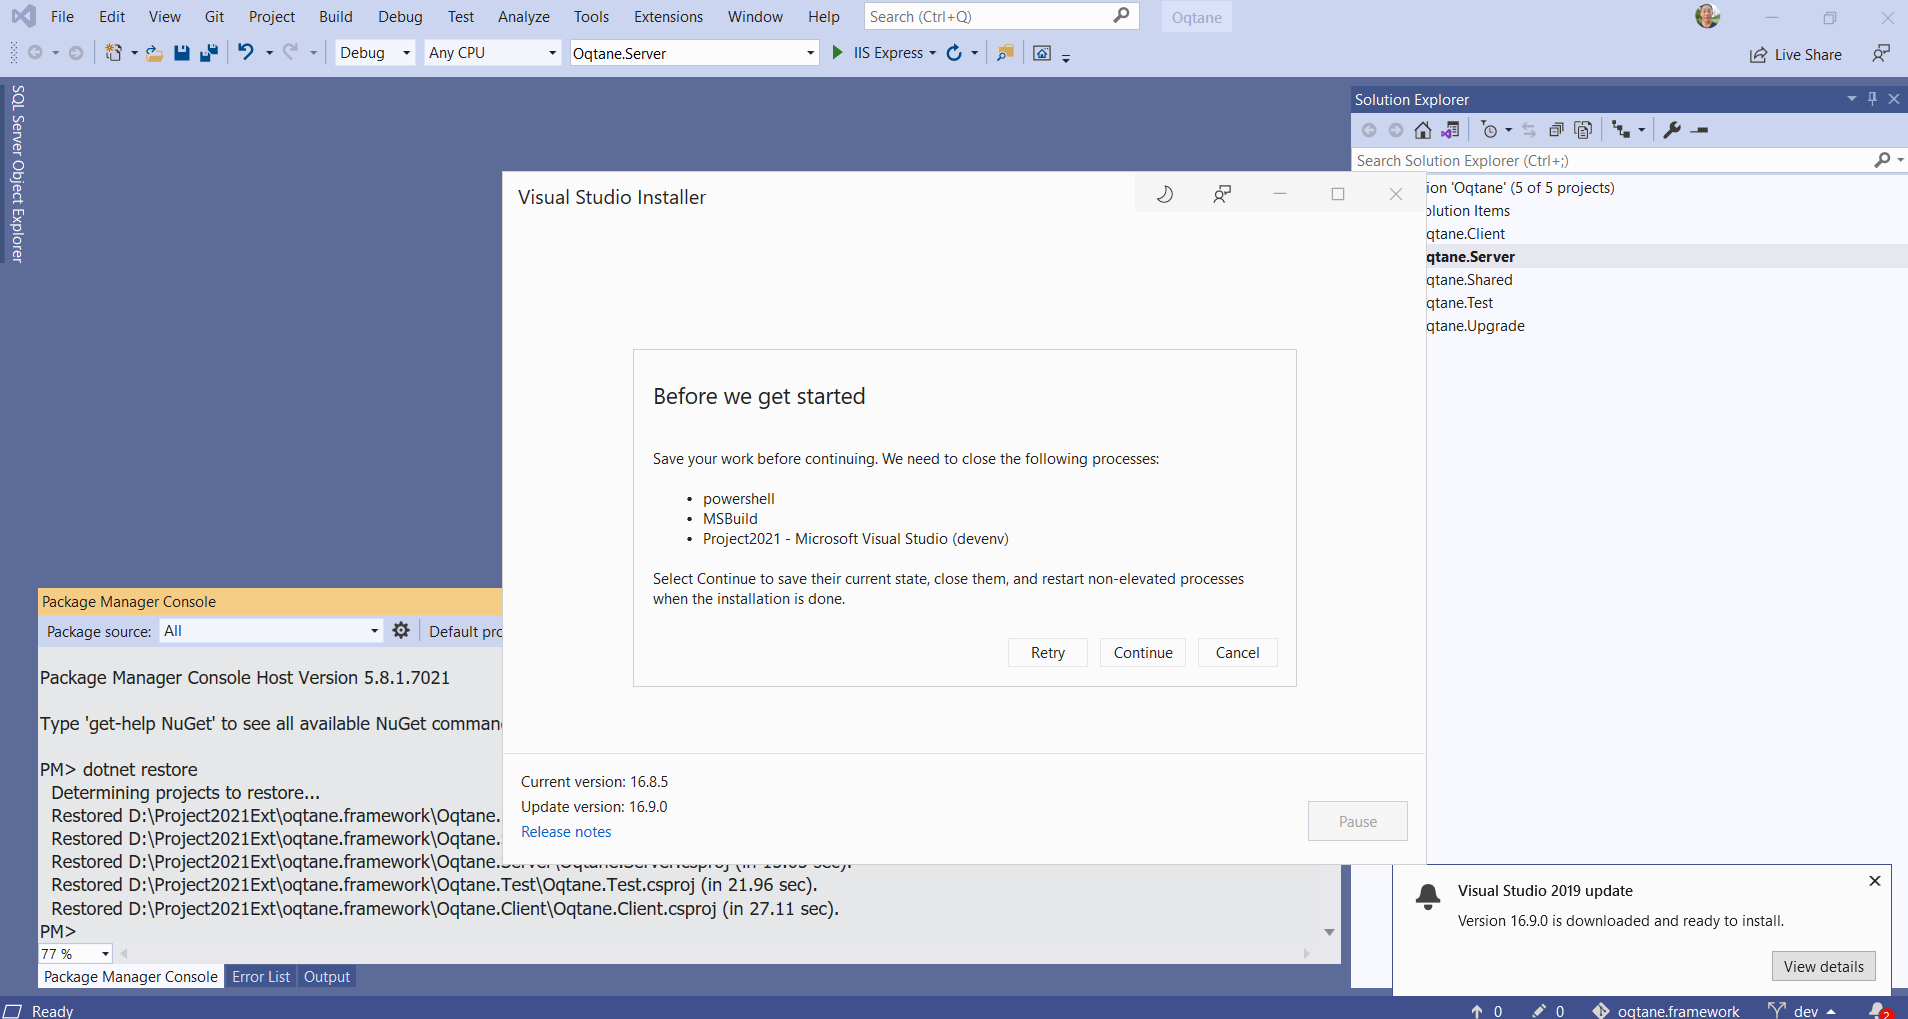 File Edit View Git Project Build Debug Test Analyze Tools Extensions Window Help Search (Ctrl+Q) Oqtane
Debug Any CPU Oqtane.Server IIS Express Live Share
SQL Server Object Explorer
Solution Explorer
Search Solution Explorer (Ctrl+;)
ion 'Oqtane' (5 of 5 projects)
olution Items
qtane.Client
qtane.Server
qtane.Shared
qtane.Test
qtane.Upgrade
Visual Studio Installer
Before we get started
Save your work before continuing. We need to close the following processes:
• powershell
• MSBuild
• Project2021 - Microsoft Visual Studio (devenv)
Select Continue to save their current state, close them, and restart non-elevated processes
when the installation is done.
Retry Continue Cancel
Current version: 16.8.5
Update version: 16.9.0
Release notes
Pause
Package Manager Console
Package source: All Default pro
Package Manager Console Host Version 5.8.1.7021
Type 'get-help NuGet' to see all available NuGet comman
PM> dotnet restore
Determining projects to restore...
Restored D:\Project2021Ext\oqtane.framework\Oqtane.
Restored D:\Project2021Ext\oqtane.framework\Oqtane.
Restored D:\Project2021Ext\oqtane.framework\Oqtane.Server\Oqtane.Server.csproj (in sec).
Restored D:\Project2021Ext\oqtane.framework\Oqtane.Test\Oqtane.Test.csproj (in 21.96 sec).
Restored D:\Project2021Ext\oqtane.framework\Oqtane.Client\Oqtane.Client.csproj (in 27.11 sec).
PM>
77 %
Package Manager Console Error List Output
Visual Studio 2019 update
Version 16.9.0 is downloaded and ready to install.
View details
Ready 0 0 oqtane.framework dev 2